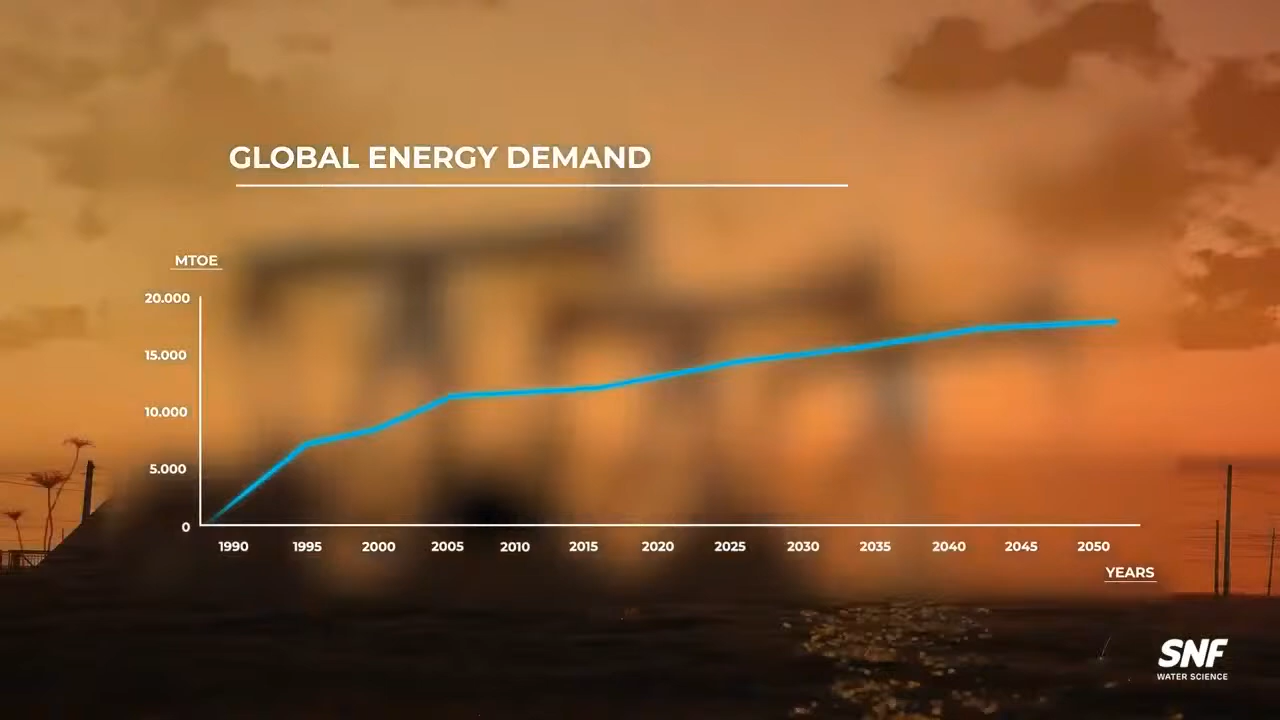 GLOBAL ENERGY DEMAND
MTOE
20.000
15.000
10.000
5.000
0
1990 1995 2000 2005 2010 2015 2020 2025 2030 2035 2040 2045 2050
YEARS
SNF
WATER SCIENCE